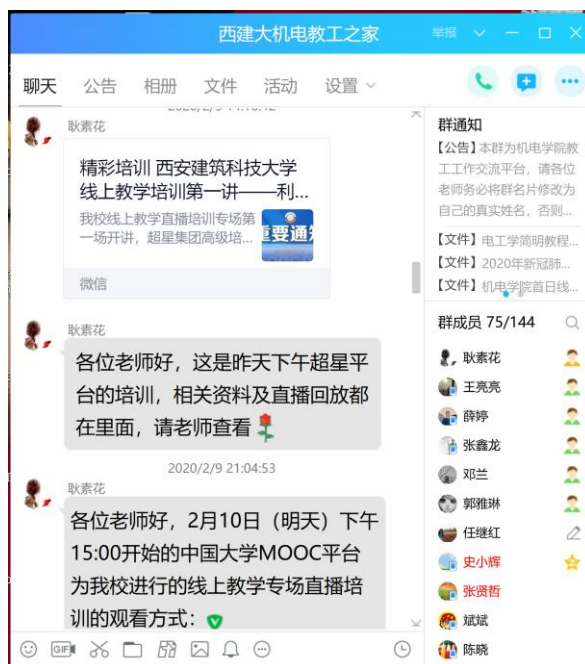 西建大机电教工之家
举报
聊天
公告
相册
文件
活动
设置
耿素花
精彩培训 西安建筑科技大学
线上教学培训第一讲——利...
我校线上教学直播培训专场第
一场开讲，超星集团高级培...
重要通知
微信
耿素花
各位老师好，这是昨天下午超星平
台的培训，相关资料及直播回放都
在里面，请老师查看
2020/2/9 21:04:53
耿素花
各位老师好，2月10日（明天）下午
15:00开始的中国大学MOOC平台
为我校进行的线上教学专场直播培
训的观看方式：
GIF
群通知
【公告】本群为机电学院教
工工作交流平台，请各位
老师务必将群名片修改为
自己的真实姓名，否则...
【文件】电工学简明教程...
【文件】2020年新冠肺...
【文件】机电学院首日线...
群成员 75/144
耿素花
王亮亮
薛婷
张鑫龙
邓兰
郭雅琳
任继红
史小辉
张贤哲
斌斌
陈晓